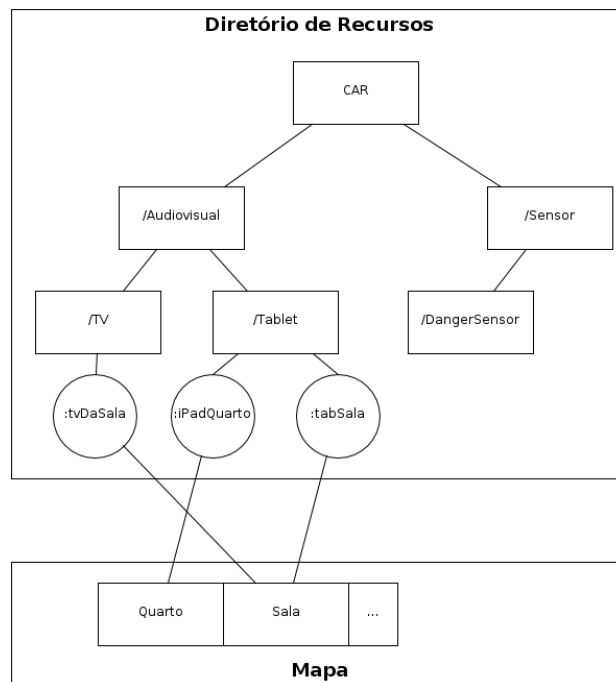 Diretório de Recursos
CAR
/Audiovisual
/Sensor
/TV
/Tablet
/DangerSensor
:tvDaSala
:iPadQuarto
:tabSala
Quarto
Sala
...
Mapa